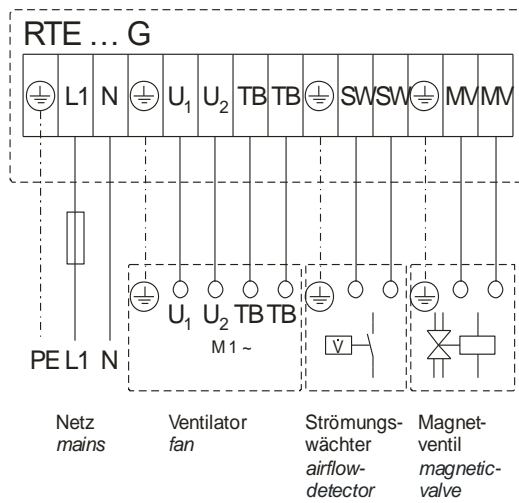 RTE ... G
L1 N U1 U2 TB TB SW SW MV MV
U1 U2 TB TB
M 1 ~
V̇
PE L1 N
Netz
mains
Ventilator
fan
Strömungs-
wächter
airflow-
detector
Magnet-
ventil
magnetic-
valve